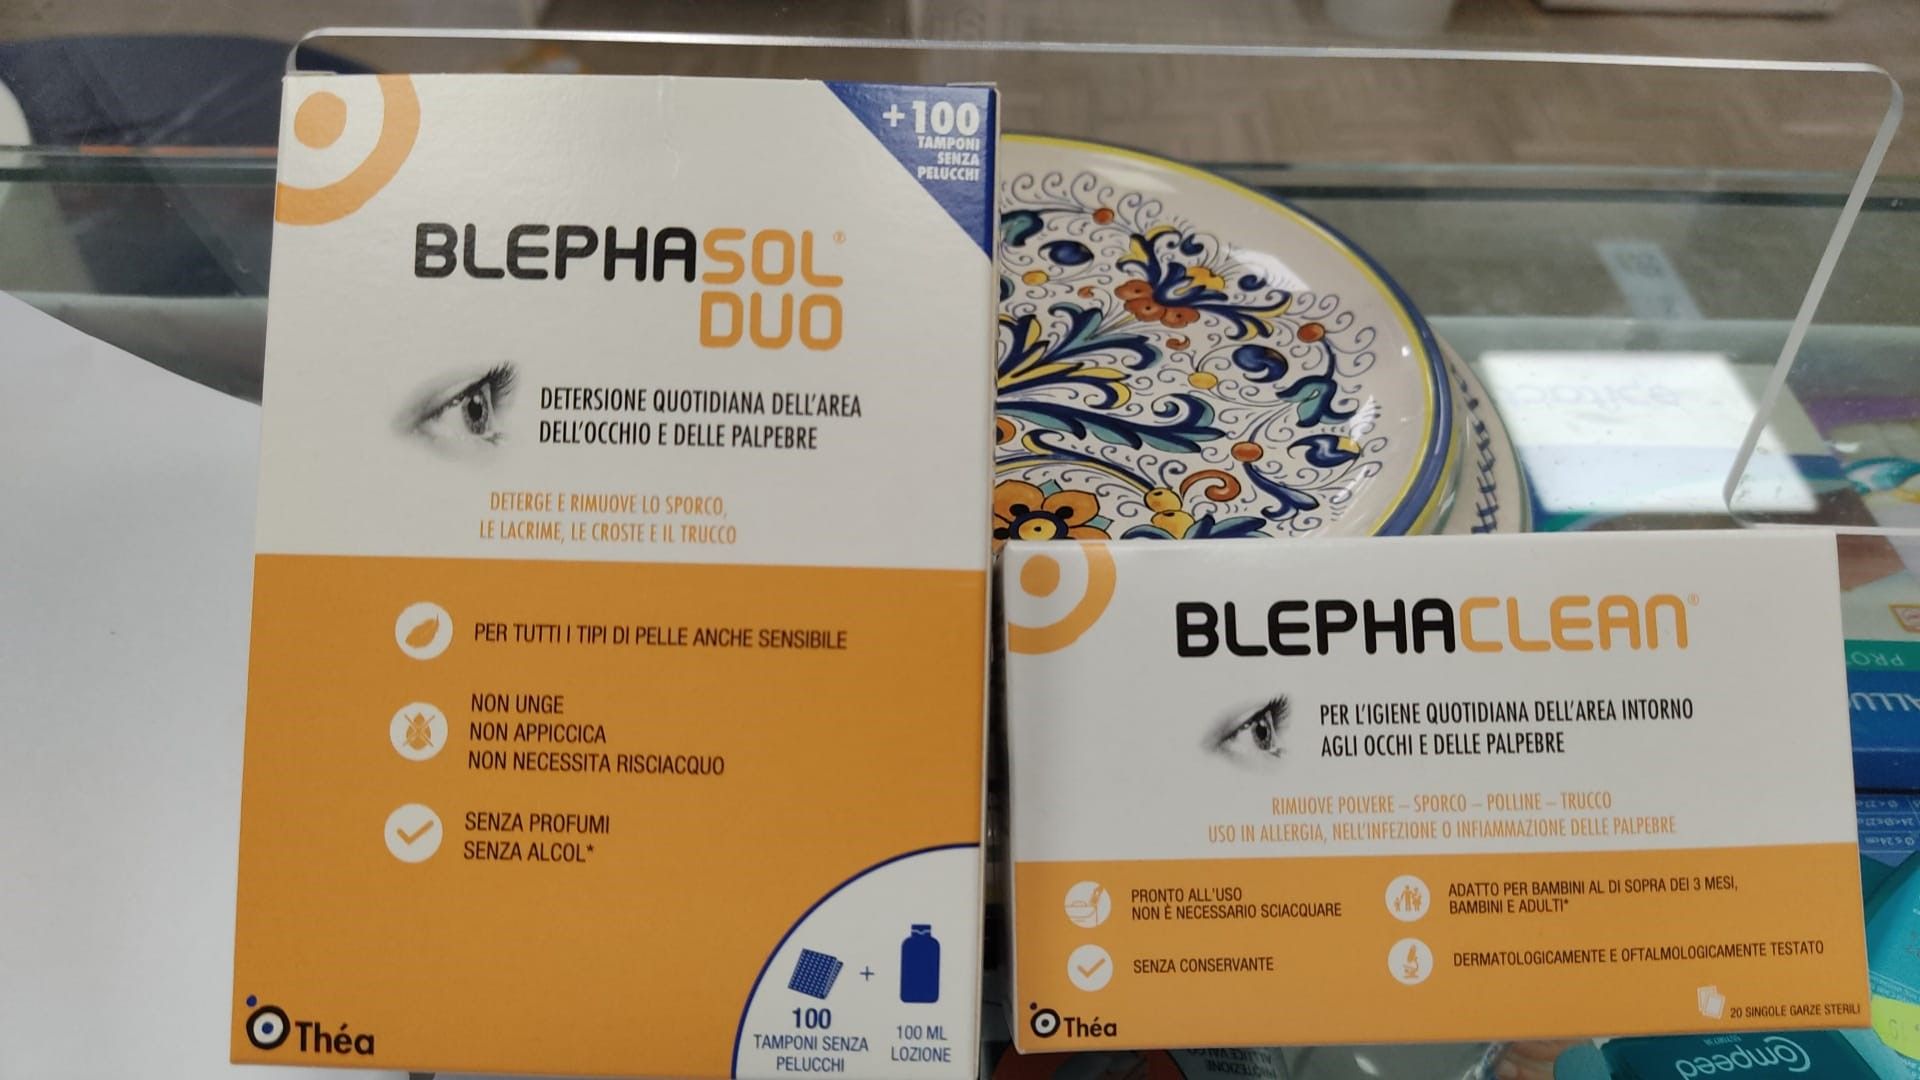 +100
TAMPONI
SENZA
PELUCCHI
BLEPHASOL®
DUO
DETERSIONE QUOTIDIANA DELL'AREA
DELL'OCCHIO E DELLE PALPEBRE
DETERGE E RIMUOVE LO SPORCO,
LE LACRIME, LE CROSTE E IL TRUCCO
PER TUTTI I TIPI DI PELLE ANCHE SENSIBILE
NON UNGE
NON APPICCICA
NON NECESSITA RISCIACQUO
SENZA PROFUMI
SENZA ALCOL*
100
TAMPONI SENZA
PELUCCHI
+
100 ML
LOZIONE
Théa
BLEPHACLEAN®
PER L'IGIENE QUOTIDIANA DELL'AREA INTORNO
AGLI OCCHI E DELLE PALPEBRE
RIMUOVE POLVERE – SPORCO – POLLINE – TRUCCO
USO IN ALLERGIA, NELL'INFEZIONE O INFIAMMAZIONE DELLE PALPEBRE
PRONTO ALL'USO
NON È NECESSARIO SCIACQUARE
ADATTO PER BAMBINI AL DI SOPRA DEI 3 MESI,
BAMBINI E ADULTI*
SENZA CONSERVANTE
DERMATOLOGICAMENTE E OFTALMOLOGICAMENTE TESTATO
20 SINGOLE GARZE STERILI
Théa
Compeed